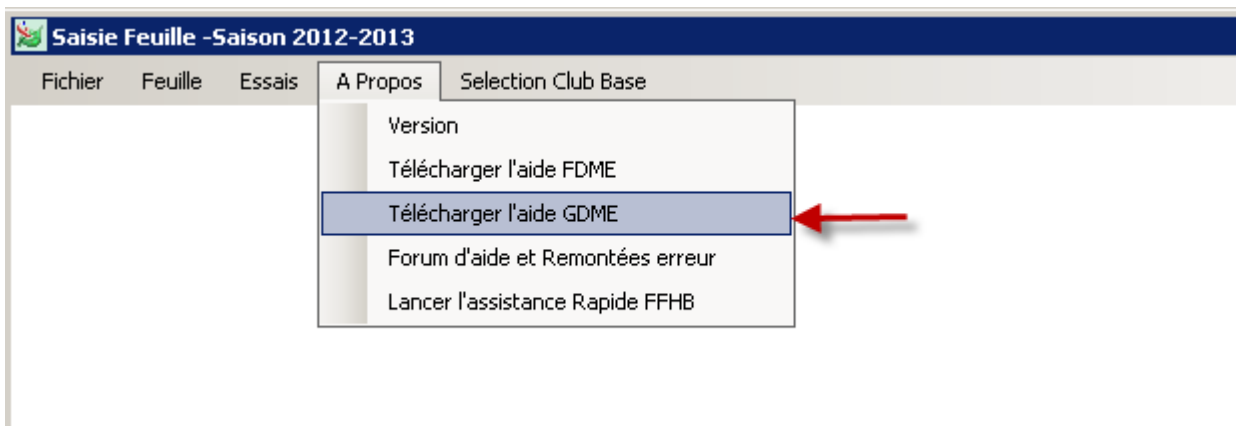 Saisie Feuille -Saison 2012-2013
Fichier Feuille Essais A Propos Selection Club Base
Version
Télécharger l'aide FDME
Télécharger l'aide GDME
Forum d'aide et Remontées erreur
Lancer l'assistance Rapide FFHB